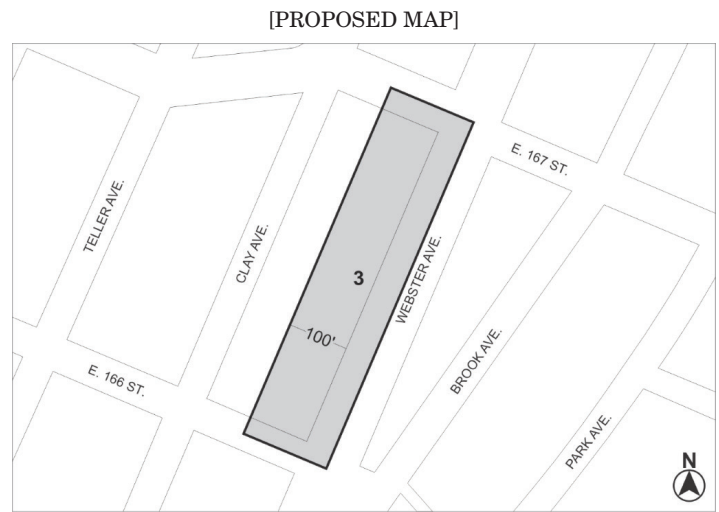 [PROPOSED MAP]
E. 167 ST.
TELLER AVE.
CLAY AVE.
WEBSTER AVE.
3
100'
BROOK AVE.
E. 166 ST.
PARK AVE.
N